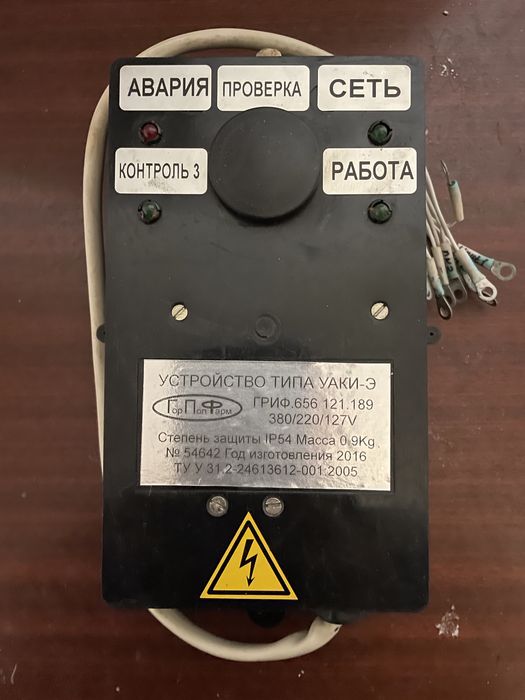 АВАРИЯ
ПРОВЕРКА
СЕТЬ
КОНТРОЛЬ 3
РАБОТА
УСТРОЙСТВО ТИПА УАКИ-Э
ГорПолФарм
ГРИФ.656 121.189
380/220/127V
Степень защиты IP54 Масса 0,9Kg
№ 54642 Год изготовления 2016
ТУ У 31.2-24613612-001:2005